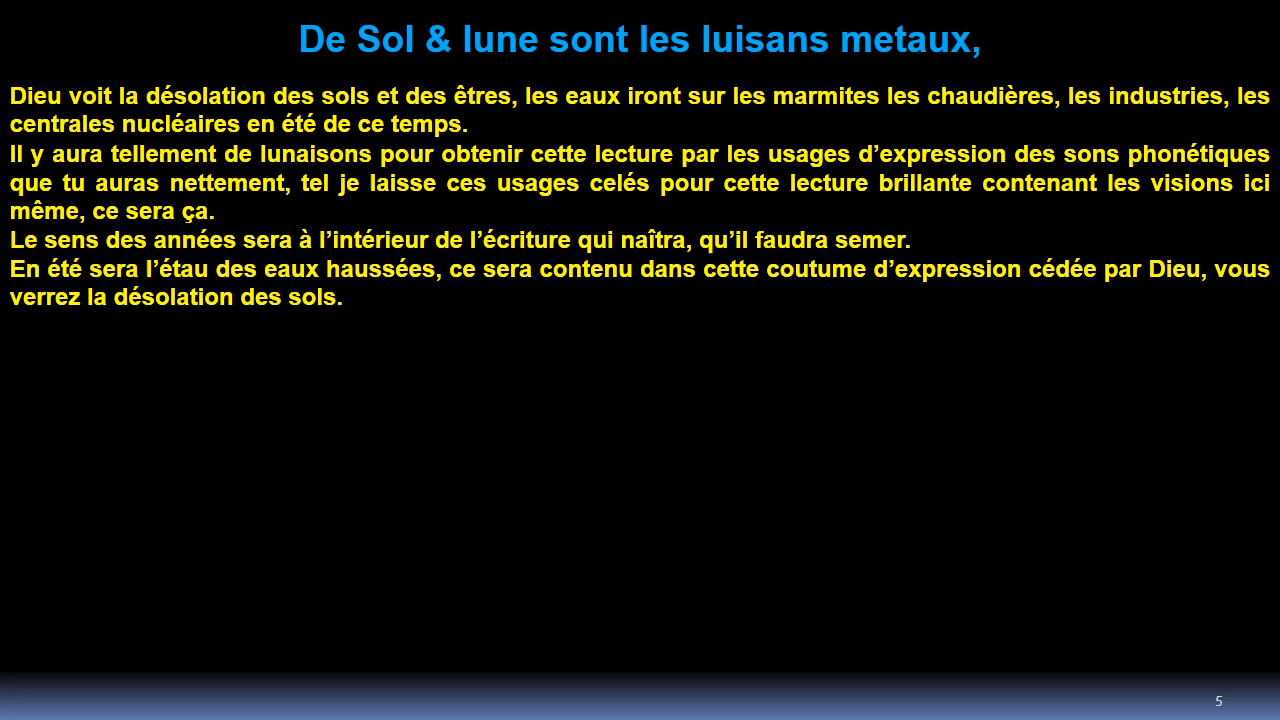 De Sol & lune sont les luisans metaux,
Dieu voit la désolation des sols et des êtres, les eaux iront sur les marmites les chaudières, les industries, les
centrales nucléaires en été de ce temps.
Il y aura tellement de lunaisons pour obtenir cette lecture par les usages d’expression des sons phonétiques
que tu auras nettement, tel je laisse ces usages celés pour cette lecture brillante contenant les visions ici
même, ce sera ça.
Le sens des années sera à l’intérieur de l’écriture qui naîtra, qu’il faudra semer.
En été sera l’étau des eaux haussées, ce sera contenu dans cette coutume d’expression cédée par Dieu, vous
verrez la désolation des sols.
5